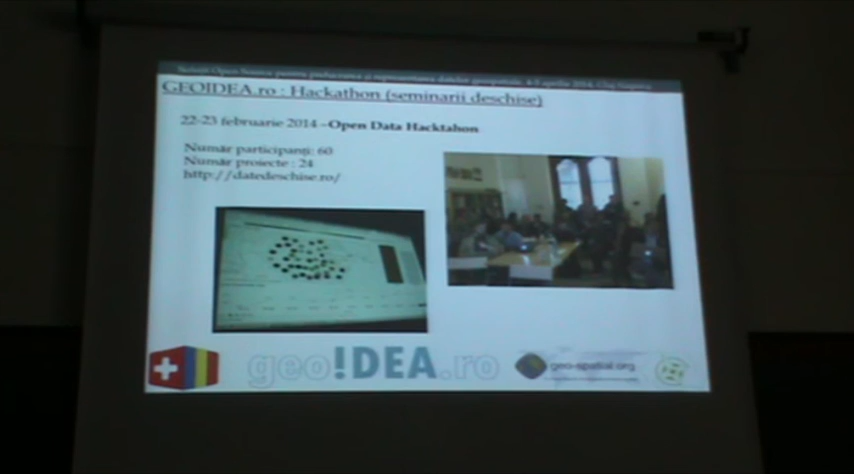 GEOIDEA.ro : Hackathon (seminarii deschise)
22-23 februarie 2014 –Open Data Hacktahon
Număr participanți: 60
Număr proiecte : 24
http://datedeschise.ro/
geo!DEA.ro
geo-spatial.org